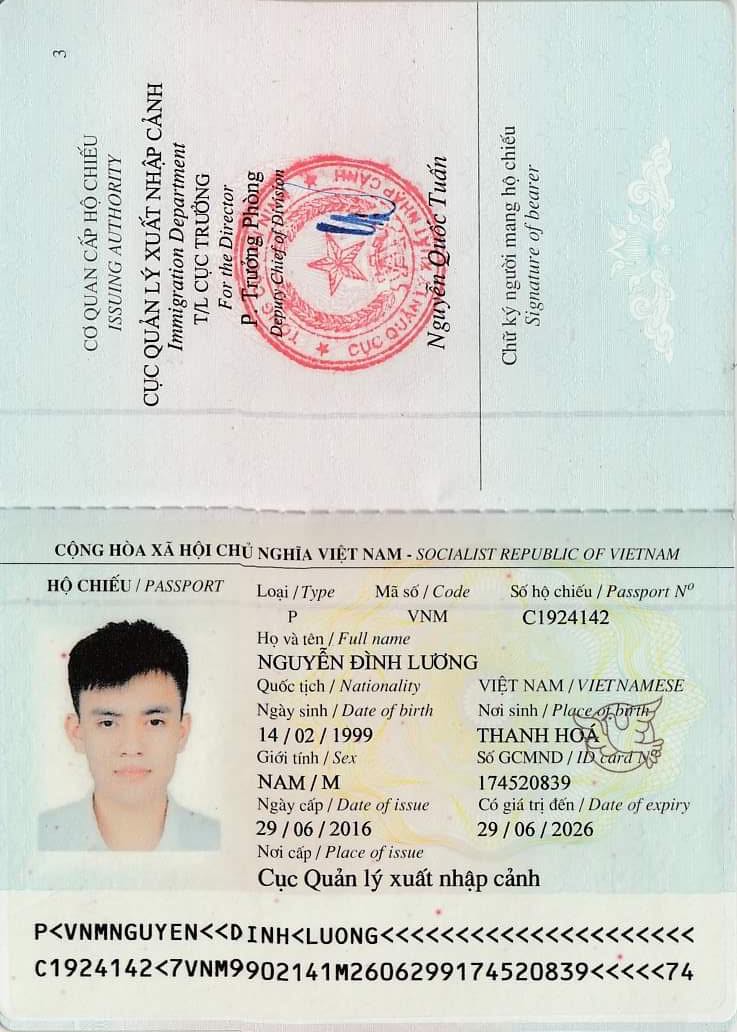 3
CƠ QUAN CẤP HỘ CHIẾU
ISSUING AUTHORITY
CỤC QUẢN LÝ XUẤT NHẬP CẢNH
Immigration Department
T/L CỤC TRƯỞNG
For the Director
P. Trưởng Phòng
Deputy Chief of Division
CỤC QUẢN LÝ XUẤT NHẬP CẢNH
Nguyễn Quốc Tuấn
Chữ ký người mang hộ chiếu
Signature of bearer
CỘNG HÒA XÃ HỘI CHỦ NGHĨA VIỆT NAM - SOCIALIST REPUBLIC OF VIETNAM
HỘ CHIẾU / PASSPORT
Loại / Type Mã số / Code Số hộ chiếu / Passport Nº
P VNM C1924142
Họ và tên / Full name
NGUYỄN ĐÌNH LƯƠNG
Quốc tịch / Nationality VIỆT NAM / VIETNAMESE
Ngày sinh / Date of birth Nơi sinh / Place of birth
14 / 02 / 1999 THANH HOÁ
Giới tính / Sex Số GCMND / ID card Nº
NAM / M 174520839
Ngày cấp / Date of issue Có giá trị đến / Date of expiry
29 / 06 / 2016 29 / 06 / 2026
Nơi cấp / Place of issue
Cục Quản lý xuất nhập cảnh
P<VNMNGUYEN<<DINH<LUONG<<<<<<<<<<<<<<<<<<<<<
C1924142<7VNM9902141M2606299174520839<<<<<74